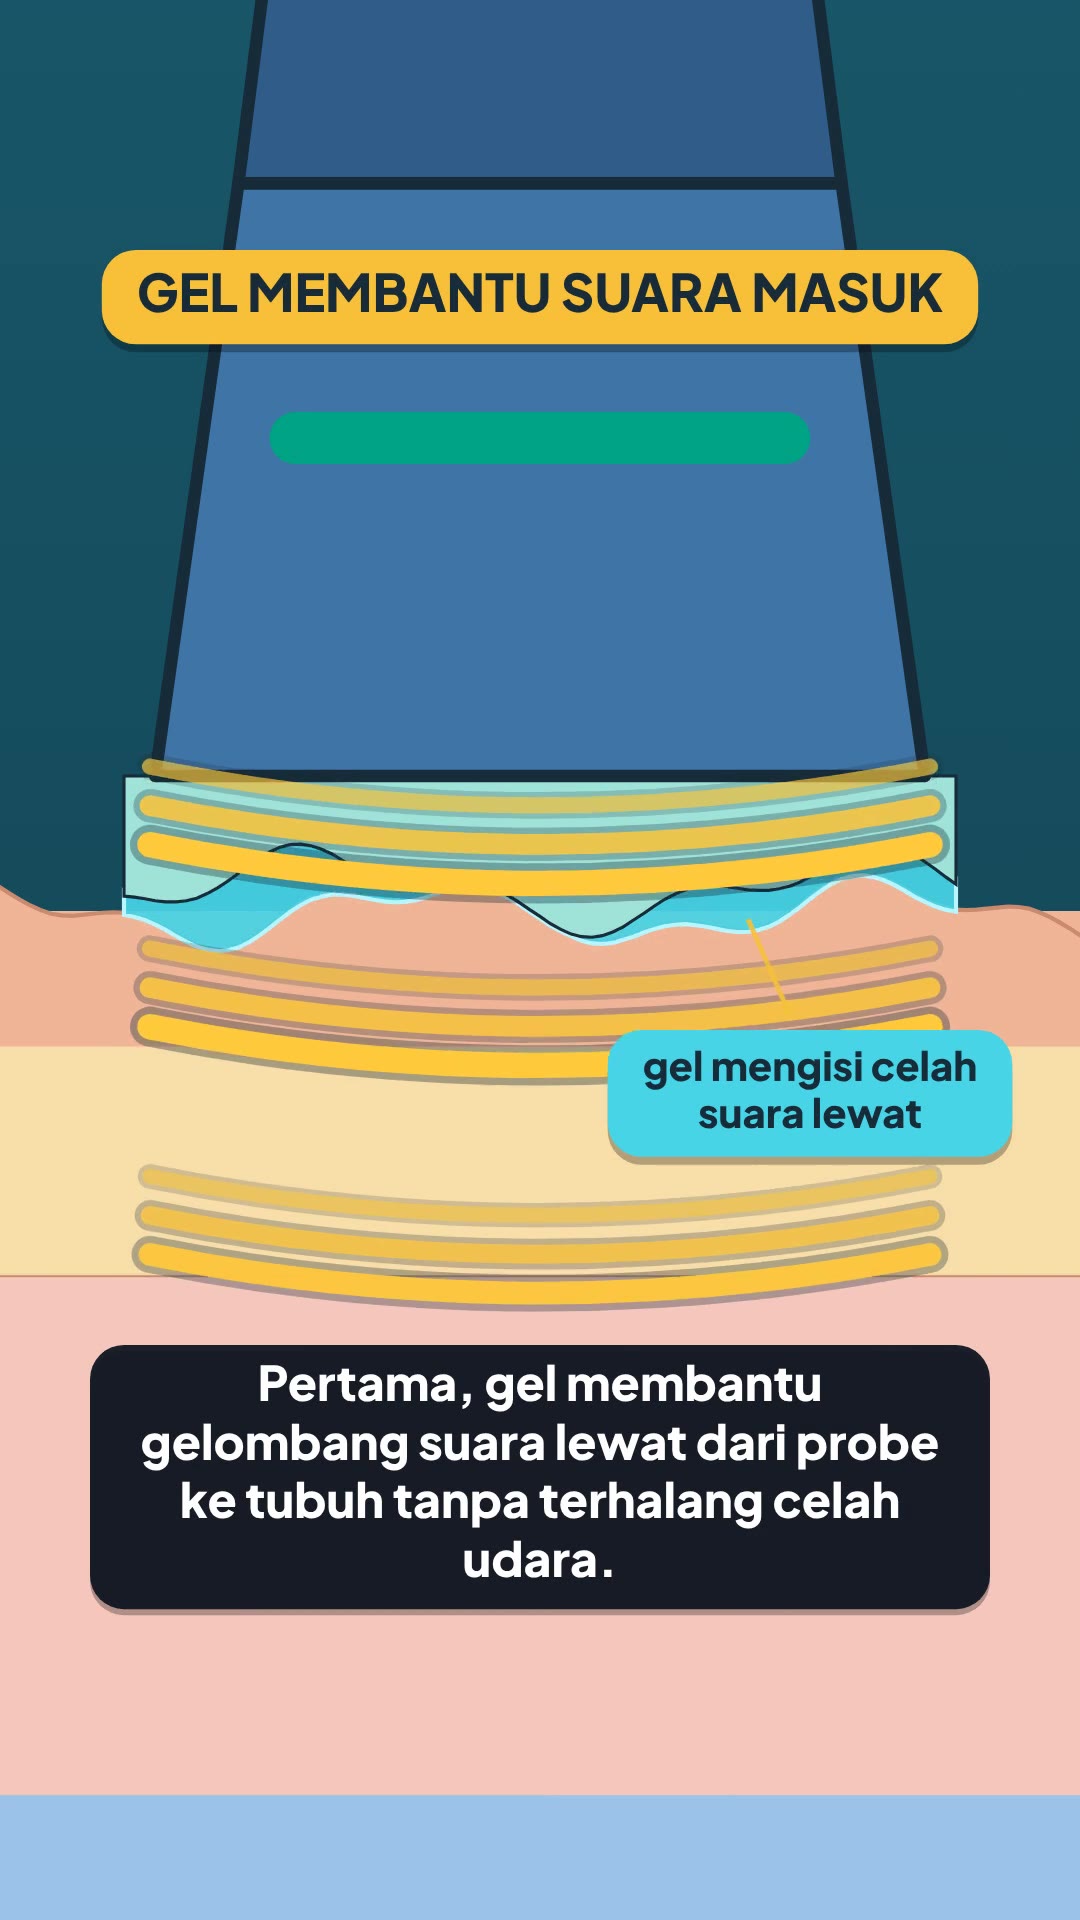 GEL MEMBANTU SUARA MASUK
gel mengisi celah
suara lewat
Pertama, gel membantu
gelombang suara lewat dari probe
ke tubuh tanpa terhalang celah
udara.